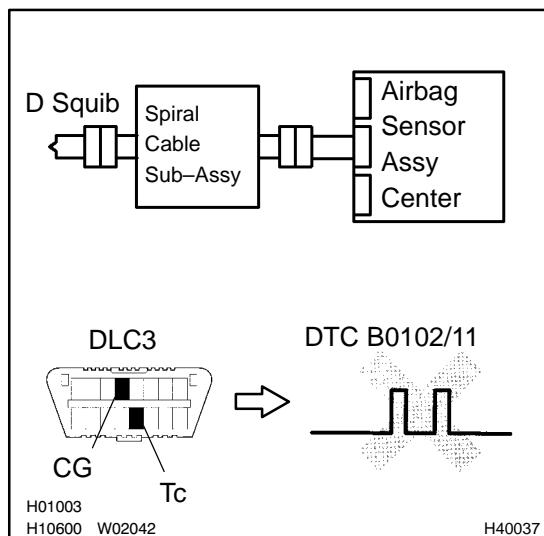 D Squib
Spiral
Cable
Sub–Assy
Airbag
Sensor
Assy
Center
DLC3
DTC B0102/11
CG
Tc
H01003
H10600 W02042
H40037